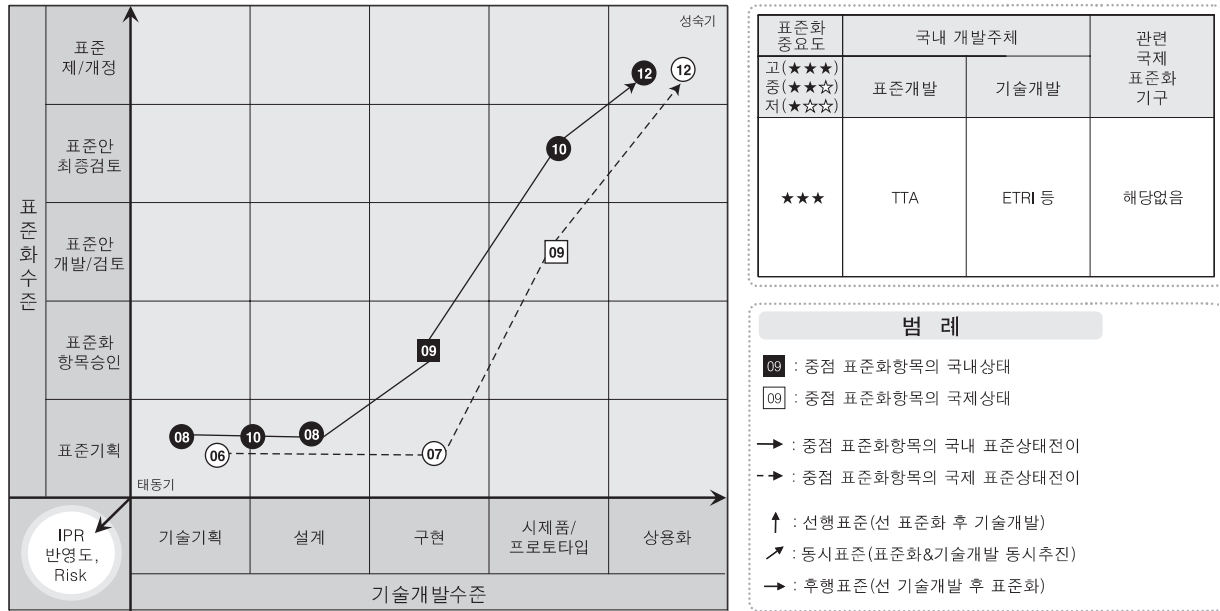 표준화수준
표준
제/개정
표준안
최종검토
표준안
개발/검토
표준화
항목승인
표준기획
성숙기
12
12
10
09
09
08
10
08
06
07
태동기
IPR
반영도,
Risk
기술기획
설계
구현
시제품/
프로토타입
상용화
기술개발수준
표준화
중요도
국내 개발주체
관련
국제
표준화
기구
고(★★★)
중(★★☆)
저(★☆☆)
표준개발
기술개발
★★★
TTA
ETRI 등
해당없음
범 례
09 : 중점 표준화항목의 국내상태
09 : 중점 표준화항목의 국제상태
→ : 중점 표준화항목의 국내 표준상태전이
⇢ : 중점 표준화항목의 국제 표준상태전이
↑ : 선행표준(선 표준화 후 기술개발)
↗ : 동시표준(표준화&기술개발 동시추진)
→ : 후행표준(선 기술개발 후 표준화)